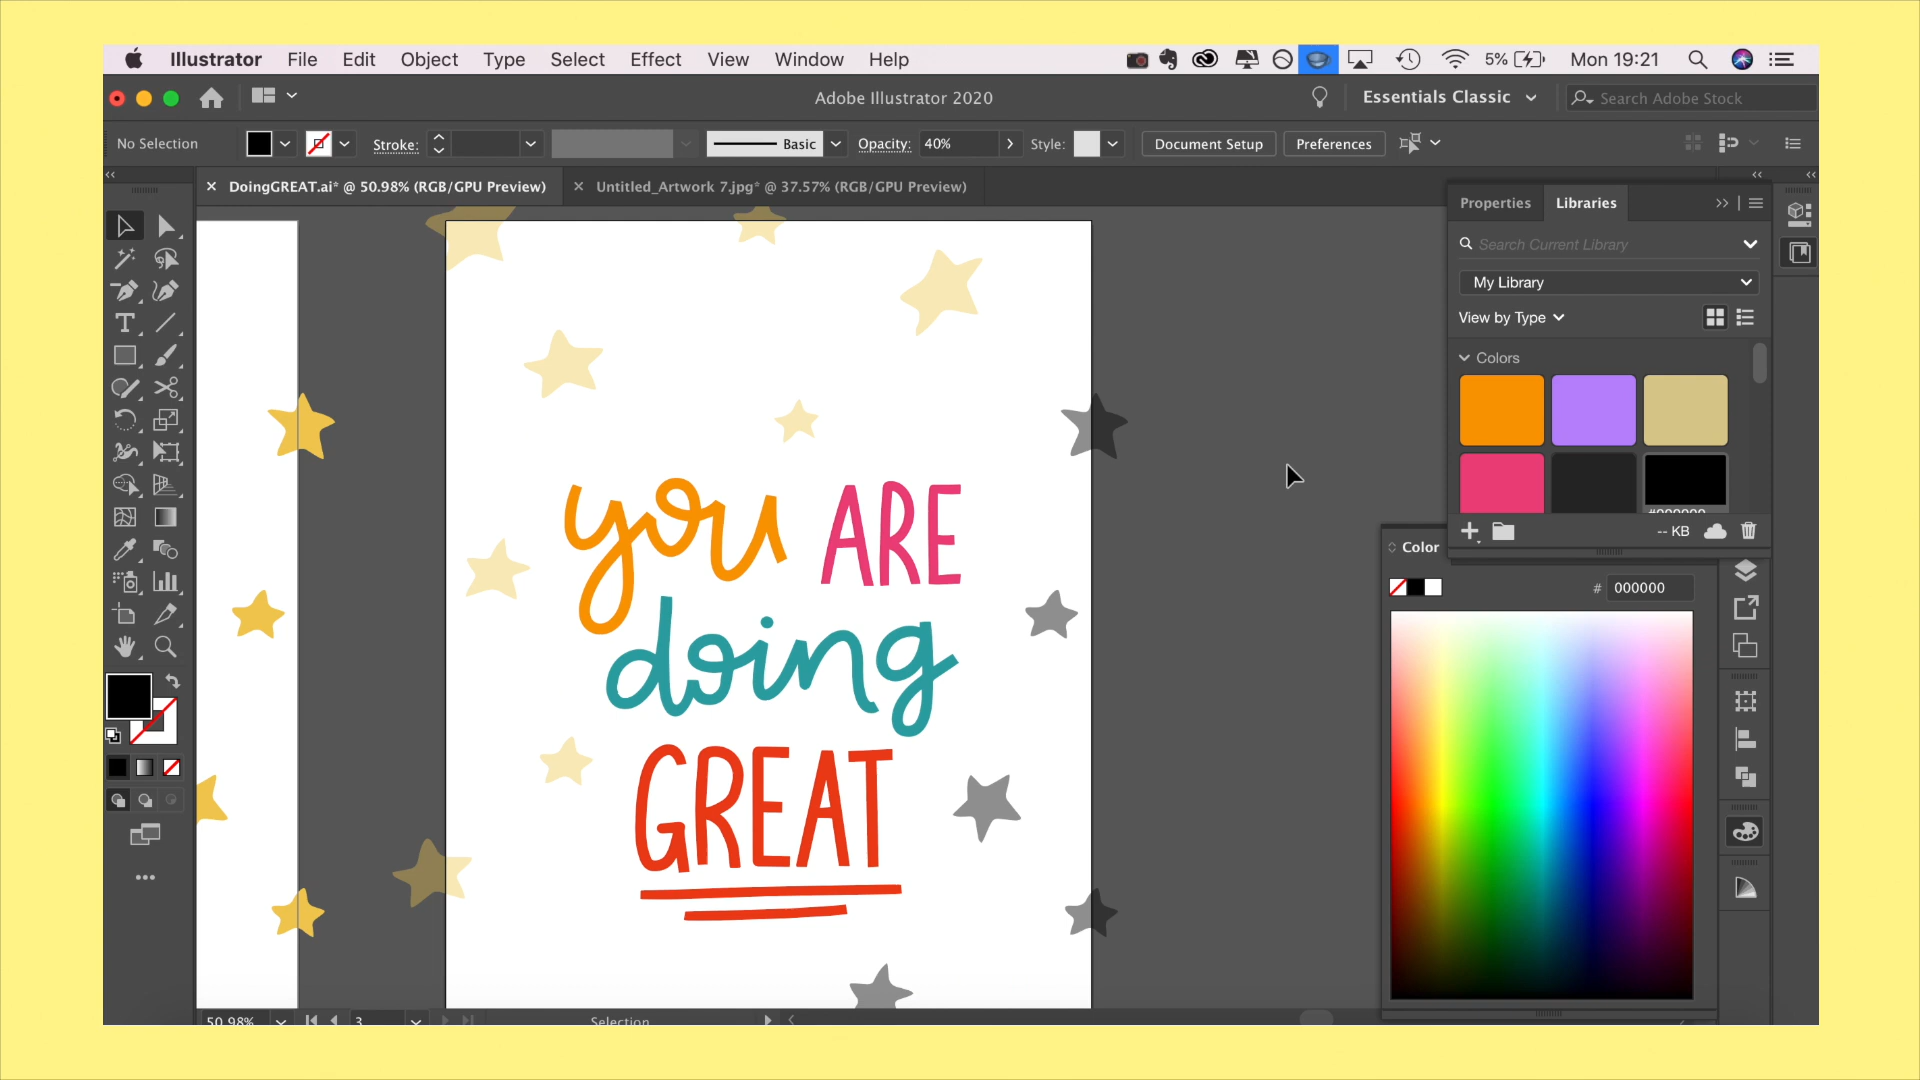 Illustrator File Edit Object Type Select Effect View Window Help 5% Mon 19:21
Adobe Illustrator 2020 Essentials Classic Search Adobe Stock
No Selection Stroke: Basic Opacity: 40% Style: Document Setup Preferences
DoingGREAT.ai* @ 50.98% (RGB/GPU Preview) Untitled_Artwork 7.jpg* @ 37.57% (RGB/GPU Preview)
Properties Libraries
Search Current Library
My Library
View by Type
Colors
#000000
-- KB
Color
# 000000
you ARE
doing
GREAT
50.98% 3 Selection